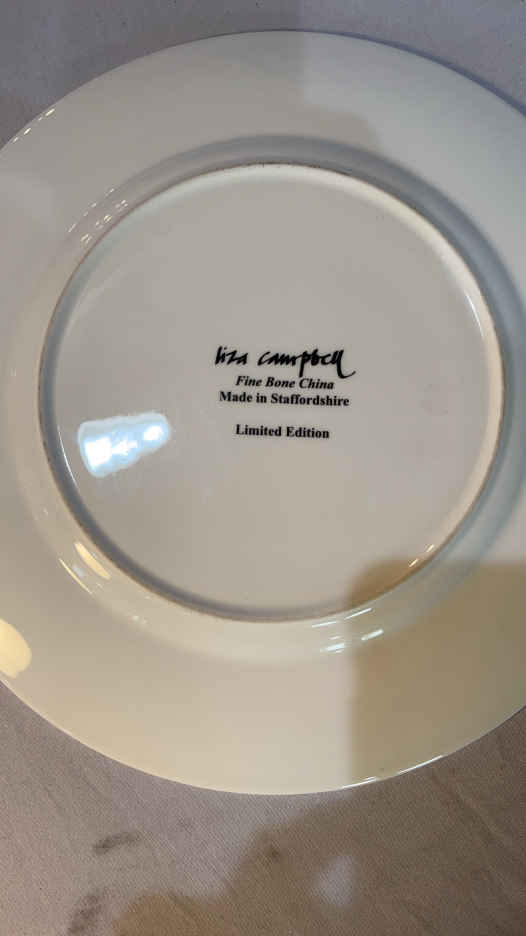 liza campbell
Fine Bone China
Made in Staffordshire
Limited Edition